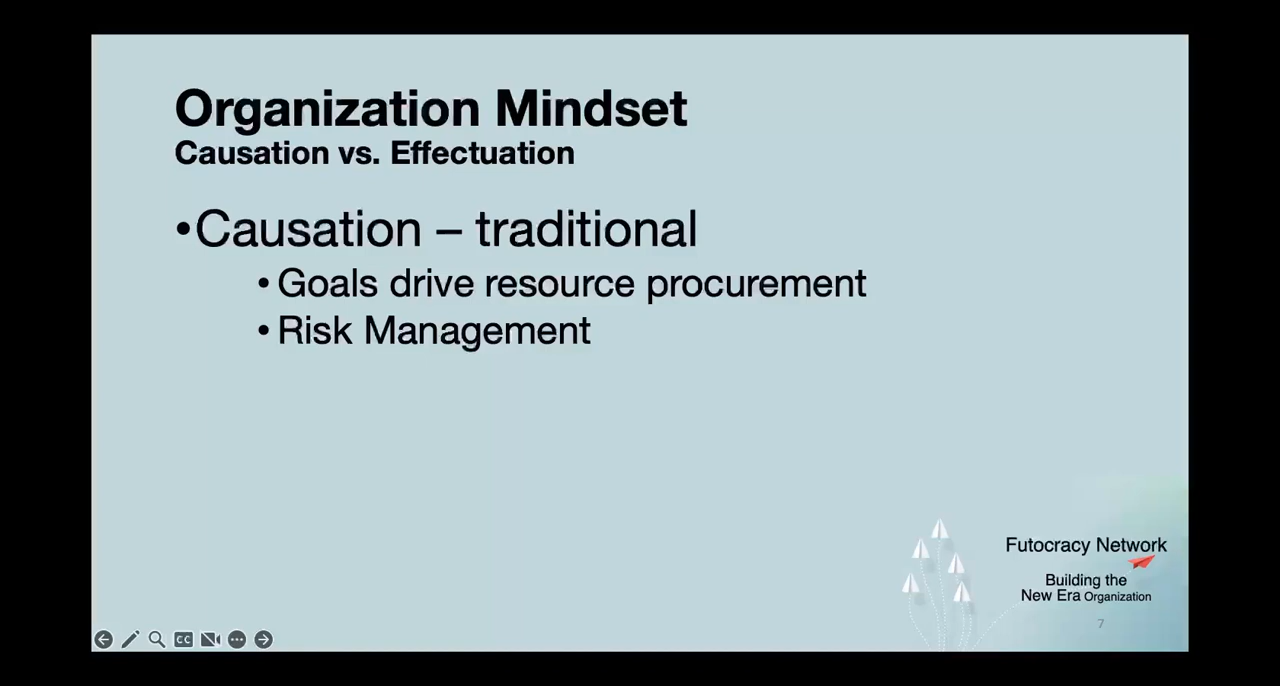 Organization Mindset
Causation vs. Effectuation
•Causation – traditional
• Goals drive resource procurement
• Risk Management
Futocracy Network
Building the
New Era Organization
7
CC